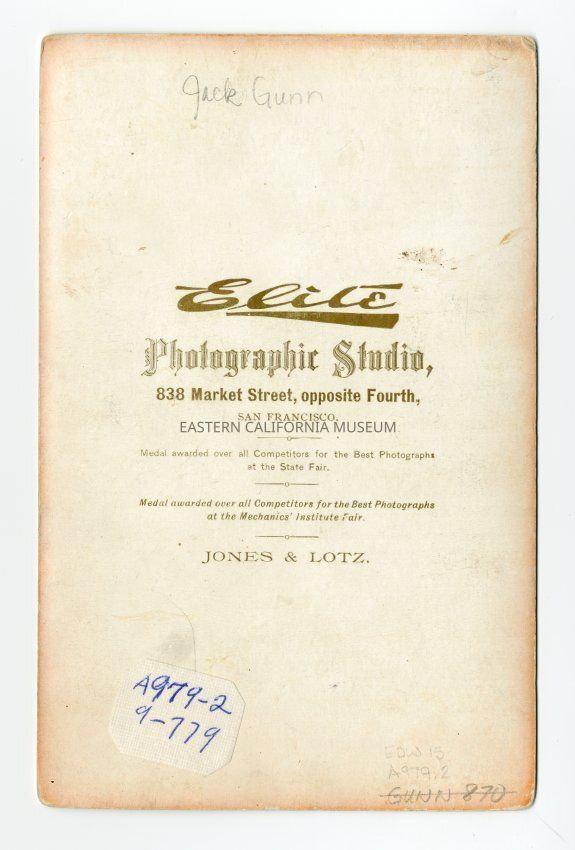 Jack Gunn
Elite
Photographic Studio,
838 Market Street, opposite Fourth,
SAN FRANCISCO.
EASTERN CALIFORNIA MUSEUM
Medal awarded over all Competitors for the Best Photographs
at the State Fair.
Medal awarded over all Competitors for the Best Photographs
at the Mechanics' Institute Fair.
JONES & LOTZ.
A979-2
9-779
EDW 15
A979.2
GUNN 870